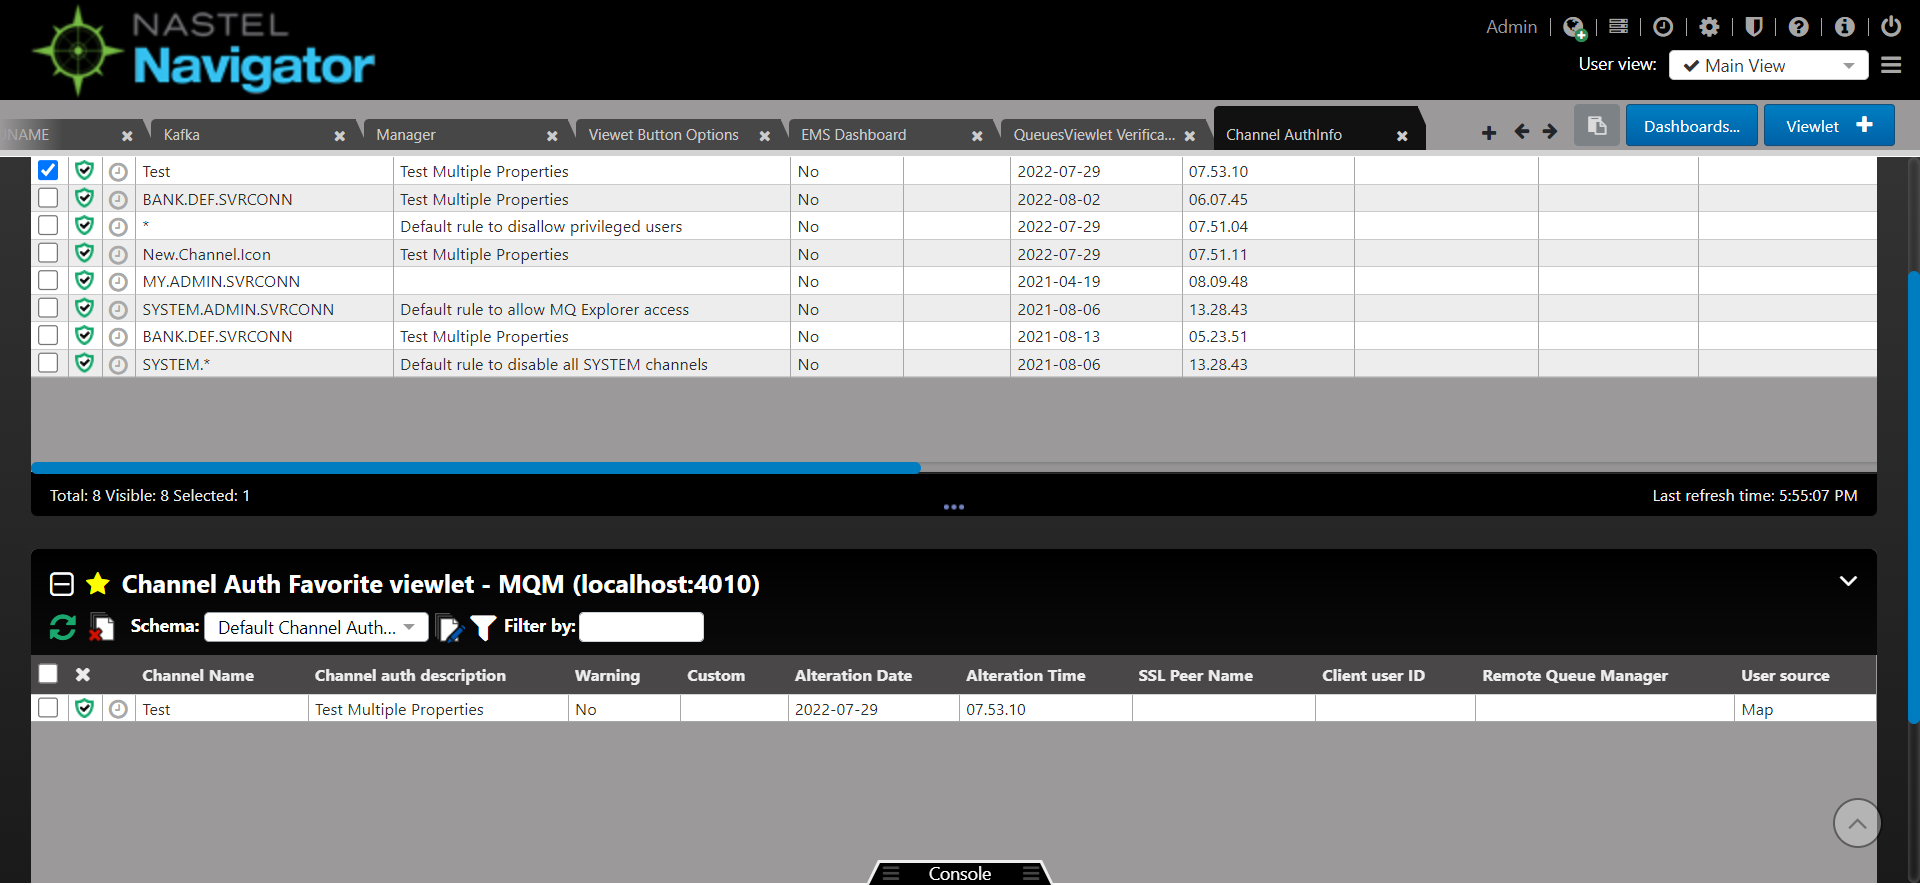 NASTEL
Navigator
Admin
User view: Main View
NAME
Kafka
Manager
Viewet Button Options
EMS Dashboard
QueuesViewlet Verifica...
Channel AuthInfo
Dashboards...
Viewlet
Test Test Multiple Properties No 2022-07-29 07.53.10
BANK.DEF.SVRCONN Test Multiple Properties No 2022-08-02 06.07.45
* Default rule to disallow privileged users No 2022-07-29 07.51.04
New.Channel.Icon Test Multiple Properties No 2022-07-29 07.51.11
MY.ADMIN.SVRCONN No 2021-04-19 08.09.48
SYSTEM.ADMIN.SVRCONN Default rule to allow MQ Explorer access No 2021-08-06 13.28.43
BANK.DEF.SVRCONN Test Multiple Properties No 2021-08-13 05.23.51
SYSTEM.* Default rule to disable all SYSTEM channels No 2021-08-06 13.28.43
Total: 8 Visible: 8 Selected: 1
Last refresh time: 5:55:07 PM
Channel Auth Favorite viewlet - MQM (localhost:4010)
Schema: Default Channel Auth... Filter by:
Channel Name Channel auth description Warning Custom Alteration Date Alteration Time SSL Peer Name Client user ID Remote Queue Manager User source
Test Test Multiple Properties No 2022-07-29 07.53.10 Map
Console